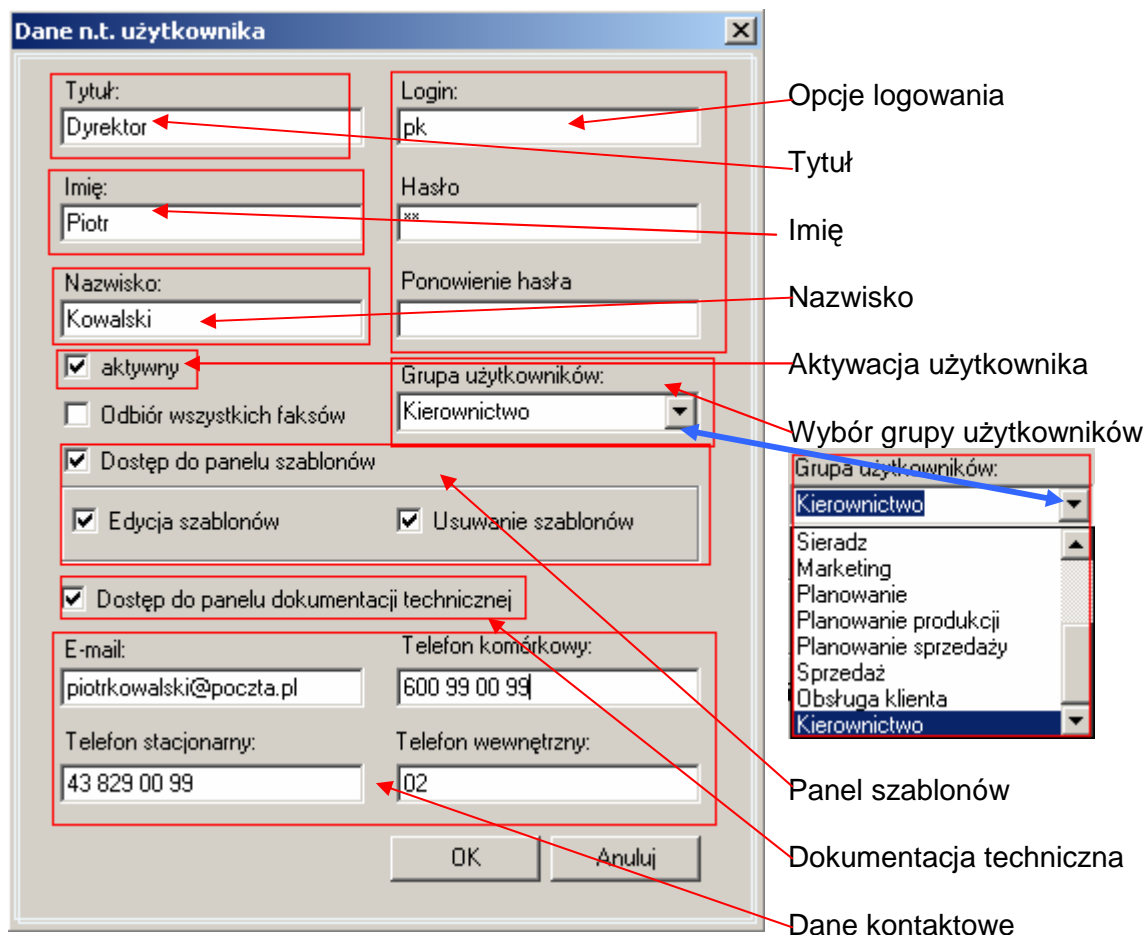 Dane n.t. użytkownika
Tytuł:
Dyrektor
Login:
pk
Imię:
Piotr
Hasło
**
Nazwisko:
Kowalski
Ponowienie hasła
aktywny
Odbiór wszystkich faksów
Grupa użytkowników:
Kierownictwo
Dostęp do panelu szablonów
Edycja szablonów
Usuwanie szablonów
Dostęp do panelu dokumentacji technicznej
E-mail:
piotrkowalski@poczta.pl
Telefon komórkowy:
600 99 00 99
Telefon stacjonarny:
43 829 00 99
Telefon wewnętrzny:
02
OK
Anuluj
Opcje logowania
Tytuł
Imię
Nazwisko
Aktywacja użytkownika
Wybór grupy użytkowników
Grupa użytkowników:
Kierownictwo
Sieradz
Marketing
Planowanie
Planowanie produkcji
Planowanie sprzedaży
Sprzedaż
Obsługa klienta
Kierownictwo
Panel szablonów
Dokumentacja techniczna
Dane kontaktowe